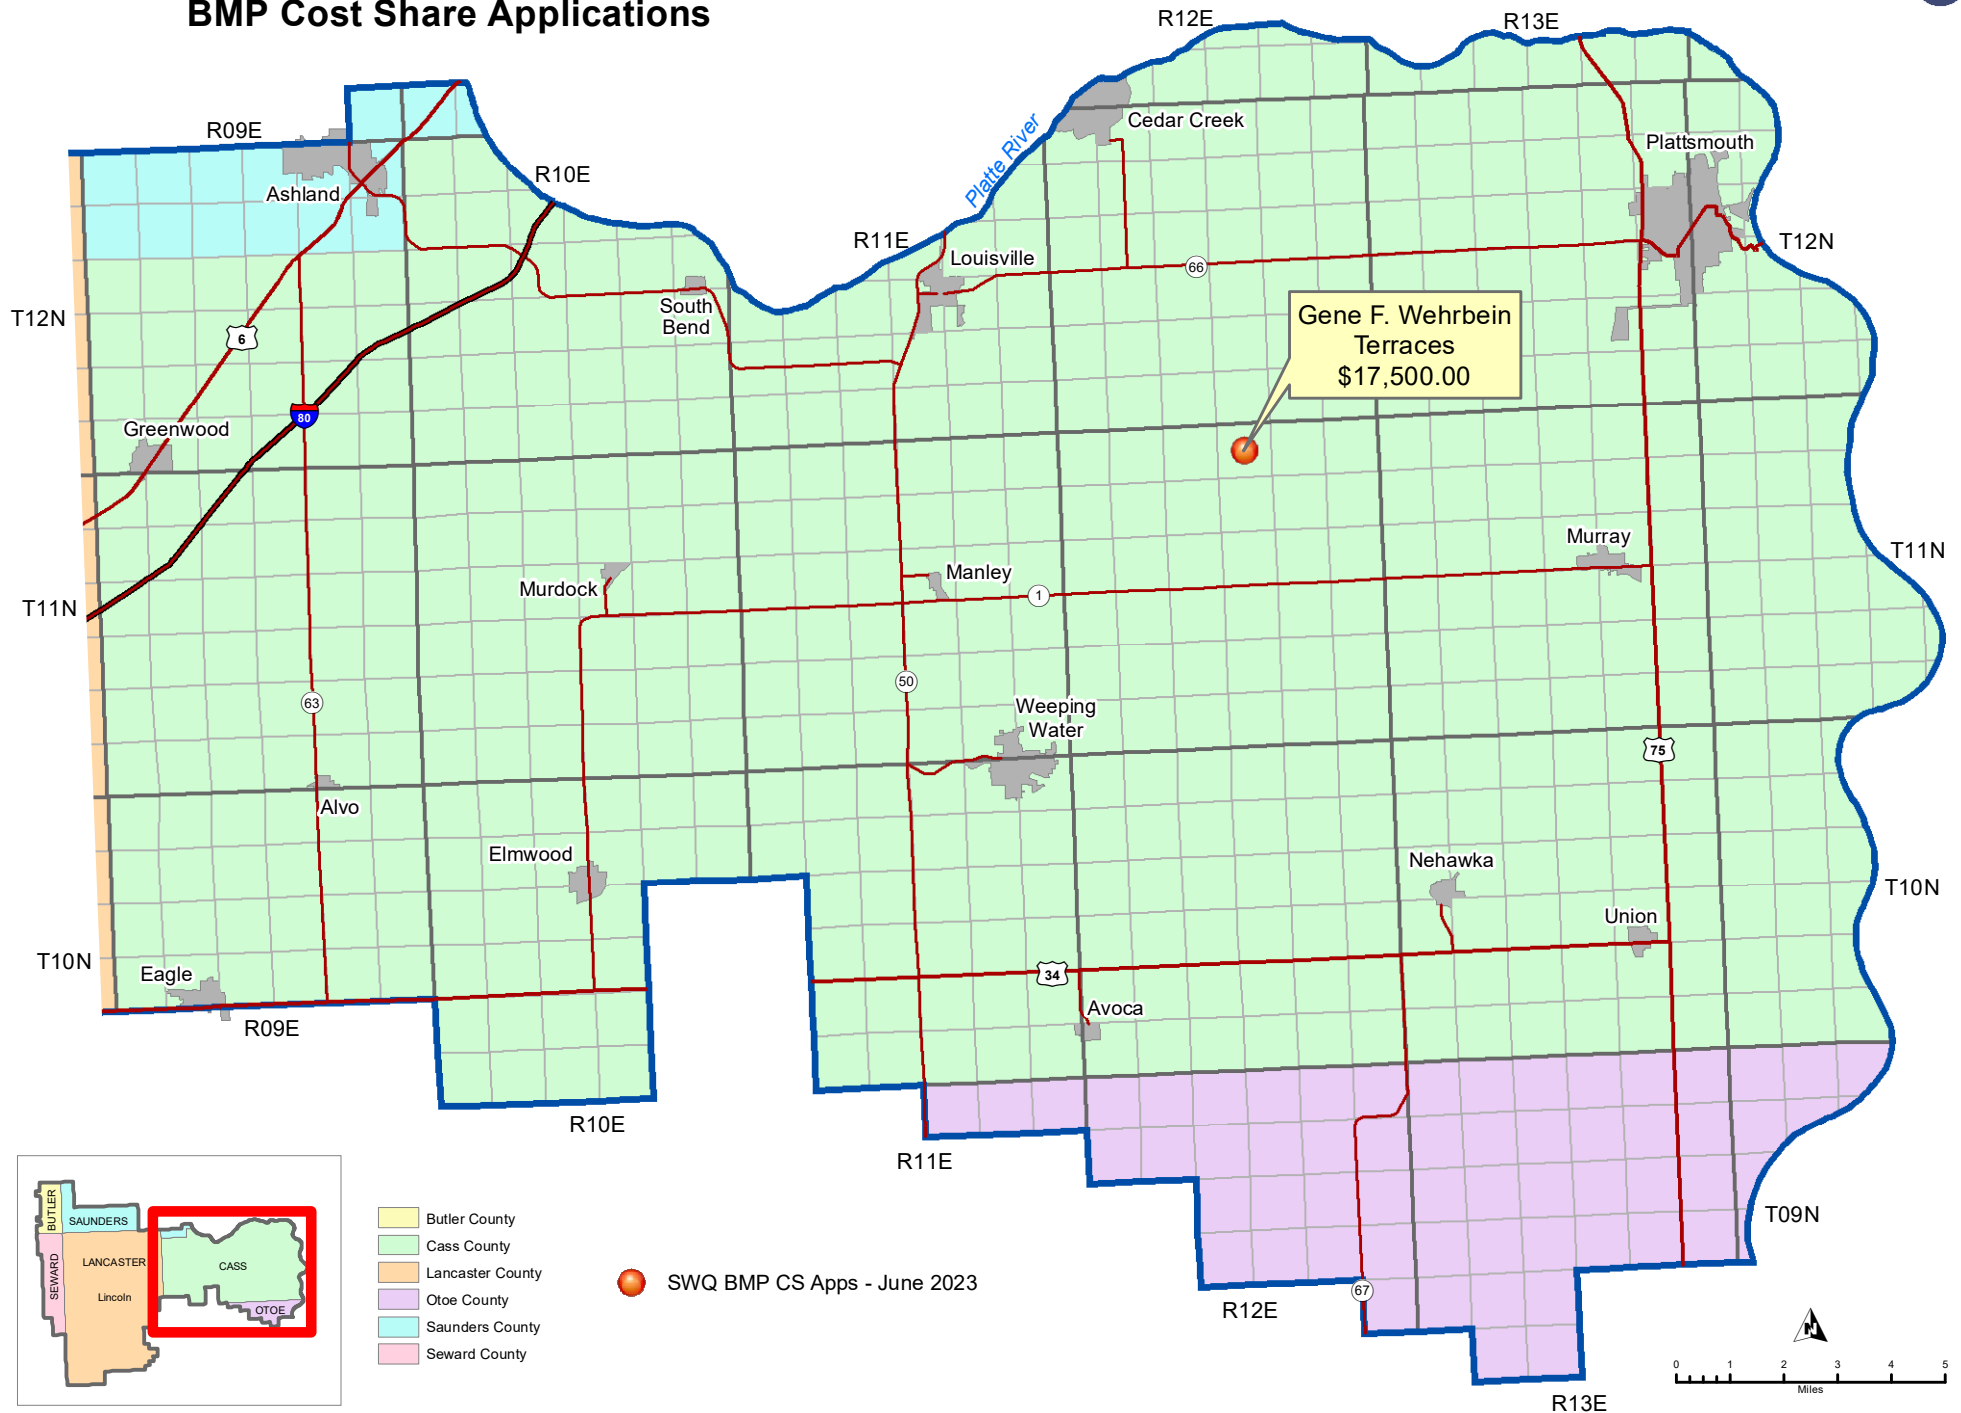 BMP Cost Share Applications
R12E
R13E
R09E
R10E
R11E
Platte River
Cedar Creek
Plattsmouth
Ashland
Louisville
66
T12N
South
Bend
T12N
6
Gene F. Wehrbein
Terraces
$17,500.00
80
Greenwood
Murray
T11N
Murdock
Manley
1
T11N
63
50
Weeping
Water
75
Alvo
Elmwood
Nehawka
T10N
Union
T10N
Eagle
34
Avoca
R09E
R10E
R11E
T09N
67
R12E
R13E
BUTLER
SAUNDERS
SEWARD
LANCASTER
Lincoln
CASS
OTOE
Butler County
Cass County
Lancaster County
Otoe County
Saunders County
Seward County
SWQ BMP CS Apps - June 2023
N
0 1 2 3 4 5
Miles